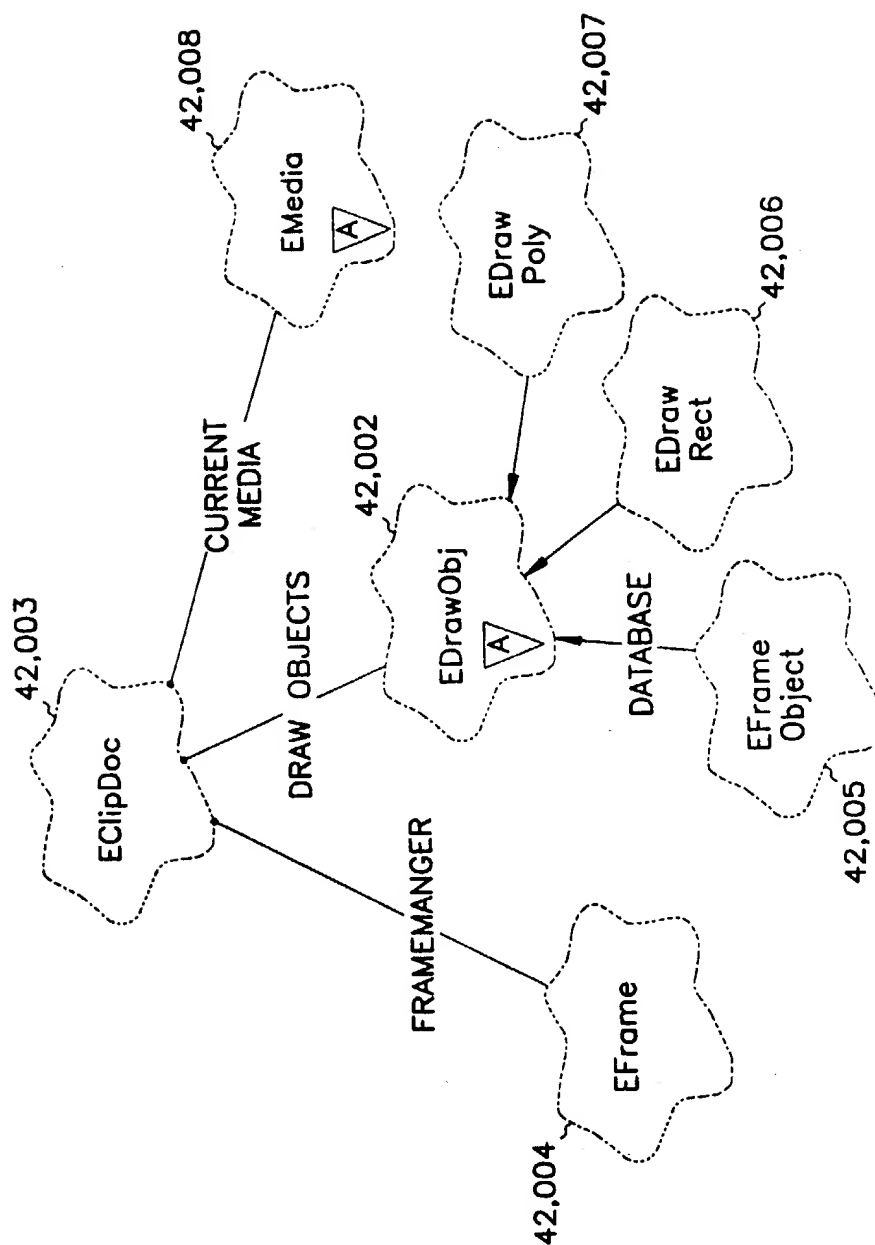 42,003
EClipDoc
CURRENT
MEDIA
42,008
EMedia
A
DRAW OBJECTS
FRAMEMANGER
42,002
EDrawObj
A
42,007
EDraw
Poly
42,006
EDraw
Rect
DATABASE
EFrame
Object
42,005
EFrame
42,004